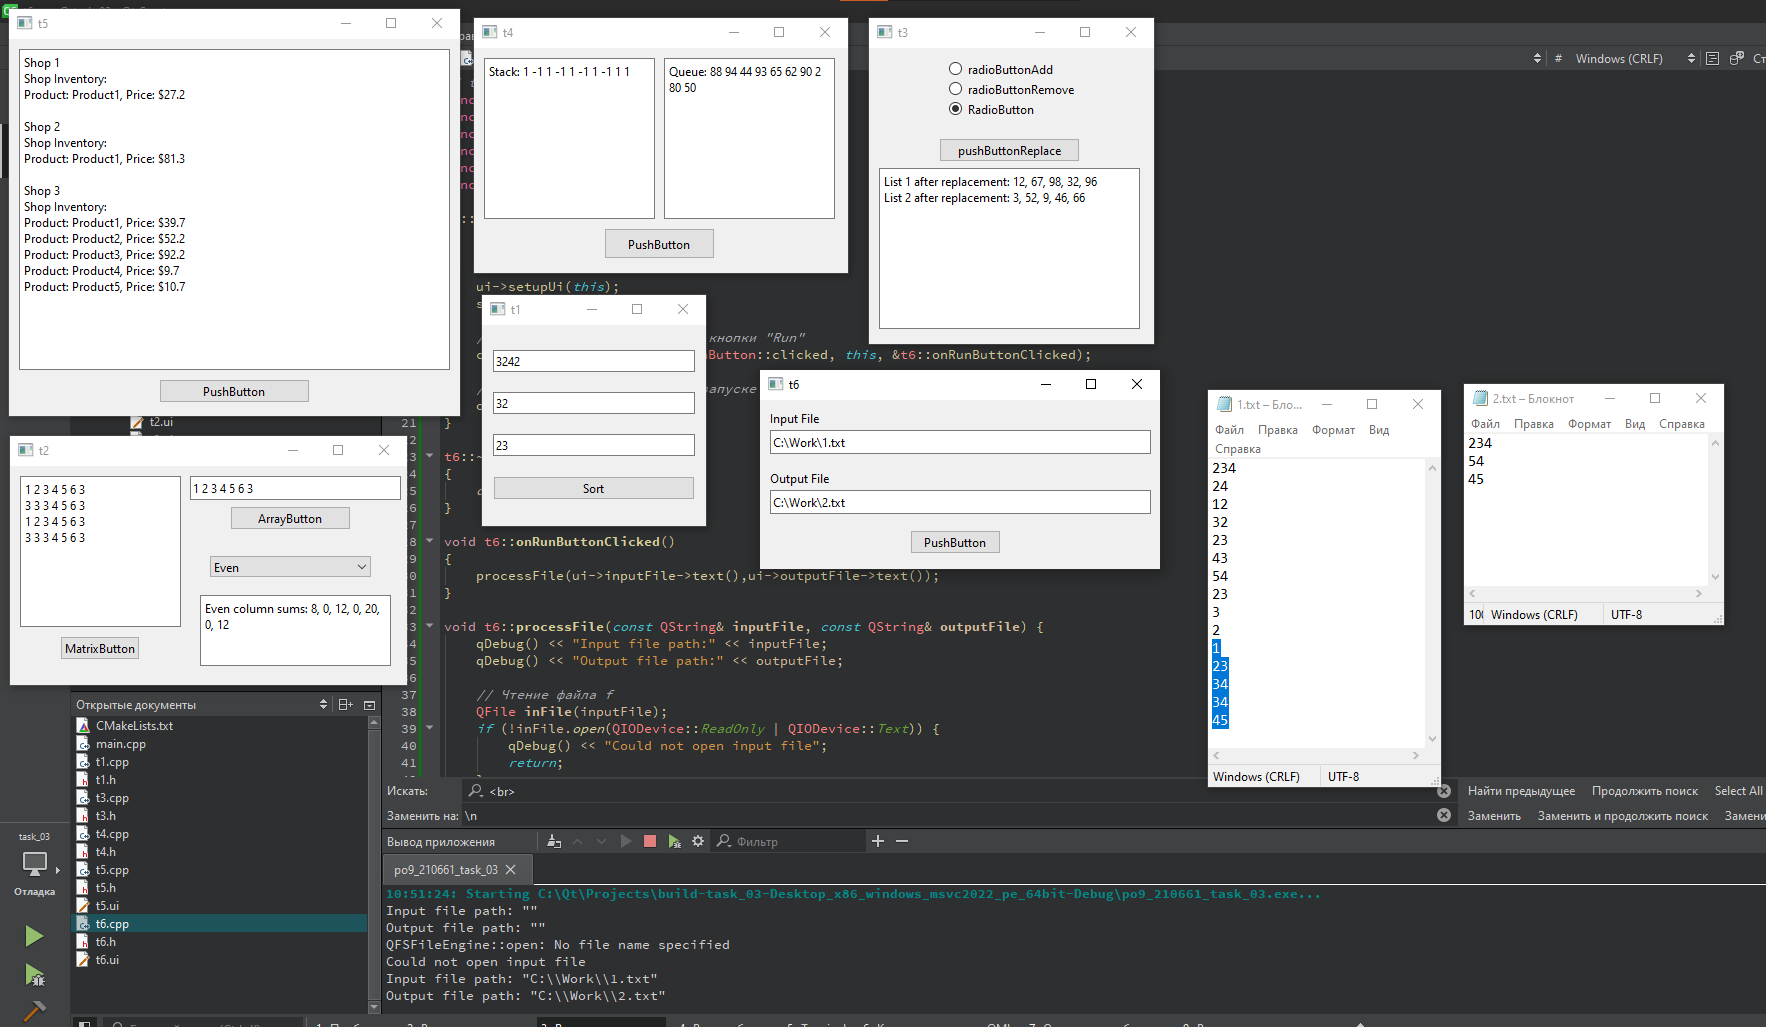 t5
Shop 1
Shop Inventory:
Product: Product1, Price: $27.2
Shop 2
Shop Inventory:
Product: Product1, Price: $81.3
Shop 3
Shop Inventory:
Product: Product1, Price: $39.7
Product: Product2, Price: $52.2
Product: Product3, Price: $92.2
Product: Product4, Price: $9.7
Product: Product5, Price: $10.7
PushButton
t4
Stack: 1 -1 1 -1 1 -1 1 -1 1 1
Queue: 88 94 44 93 65 62 90 2
80 50
PushButton
t3
radioButtonAdd
radioButtonRemove
RadioButton
pushButtonReplace
List 1 after replacement: 12, 67, 98, 32, 96
List 2 after replacement: 3, 52, 9, 46, 66
# Windows (CRLF)
t1
3242
32
23
Sort
t6
Input File
C:\Work\1.txt
Output File
C:\Work\2.txt
PushButton
t2
1 2 3 4 5 6 3
3 3 3 4 5 6 3
1 2 3 4 5 6 3
3 3 3 4 5 6 3
MatrixButton
1 2 3 4 5 6 3
ArrayButton
Even
Even column sums: 8, 0, 12, 0, 20,
0, 12
1.txt – Бло...
Файл Правка Формат Вид
Справка
234
24
12
32
23
43
54
23
3
2
1
23
34
34
45
Windows (CRLF) UTF-8
2.txt – Блокнот
Файл Правка Формат Вид Справка
234
54
45
Windows (CRLF) UTF-8
ui->setupUi(this);
кнопки "Run"
Button::clicked, this, &t6::onRunButtonClicked);
21 }
{
}
void t6::onRunButtonClicked()
{
processFile(ui->inputFile->text(),ui->outputFile->text());
}
void t6::processFile(const QString& inputFile, const QString& outputFile) {
qDebug() << "Input file path:" << inputFile;
qDebug() << "Output file path:" << outputFile;
37 // Чтение файла f
38 QFile inFile(inputFile);
39 if (!inFile.open(QIODevice::ReadOnly | QIODevice::Text)) {
40 qDebug() << "Could not open input file";
41 return;
t2.ui
Открытые документы
CMakeLists.txt
main.cpp
t1.cpp
t1.h
t3.cpp
t3.h
t4.cpp
t4.h
t5.cpp
t5.h
t5.ui
t6.cpp
t6.h
t6.ui
task_03
Отладка
Искать: <br>
Найти предыдущее Продолжить поиск Select All
Заменить на: \n
Заменить Заменить и продолжить поиск
Вывод приложения Фильтр
po9_210661_task_03
10:51:24: Starting C:\Qt\Projects\build-task_03-Desktop_x86_windows_msvc2022_pe_64bit-Debug\po9_210661_task_03.exe...
Input file path: ""
Output file path: ""
QFSFileEngine::open: No file name specified
Could not open input file
Input file path: "C:\\Work\\1.txt"
Output file path: "C:\\Work\\2.txt"